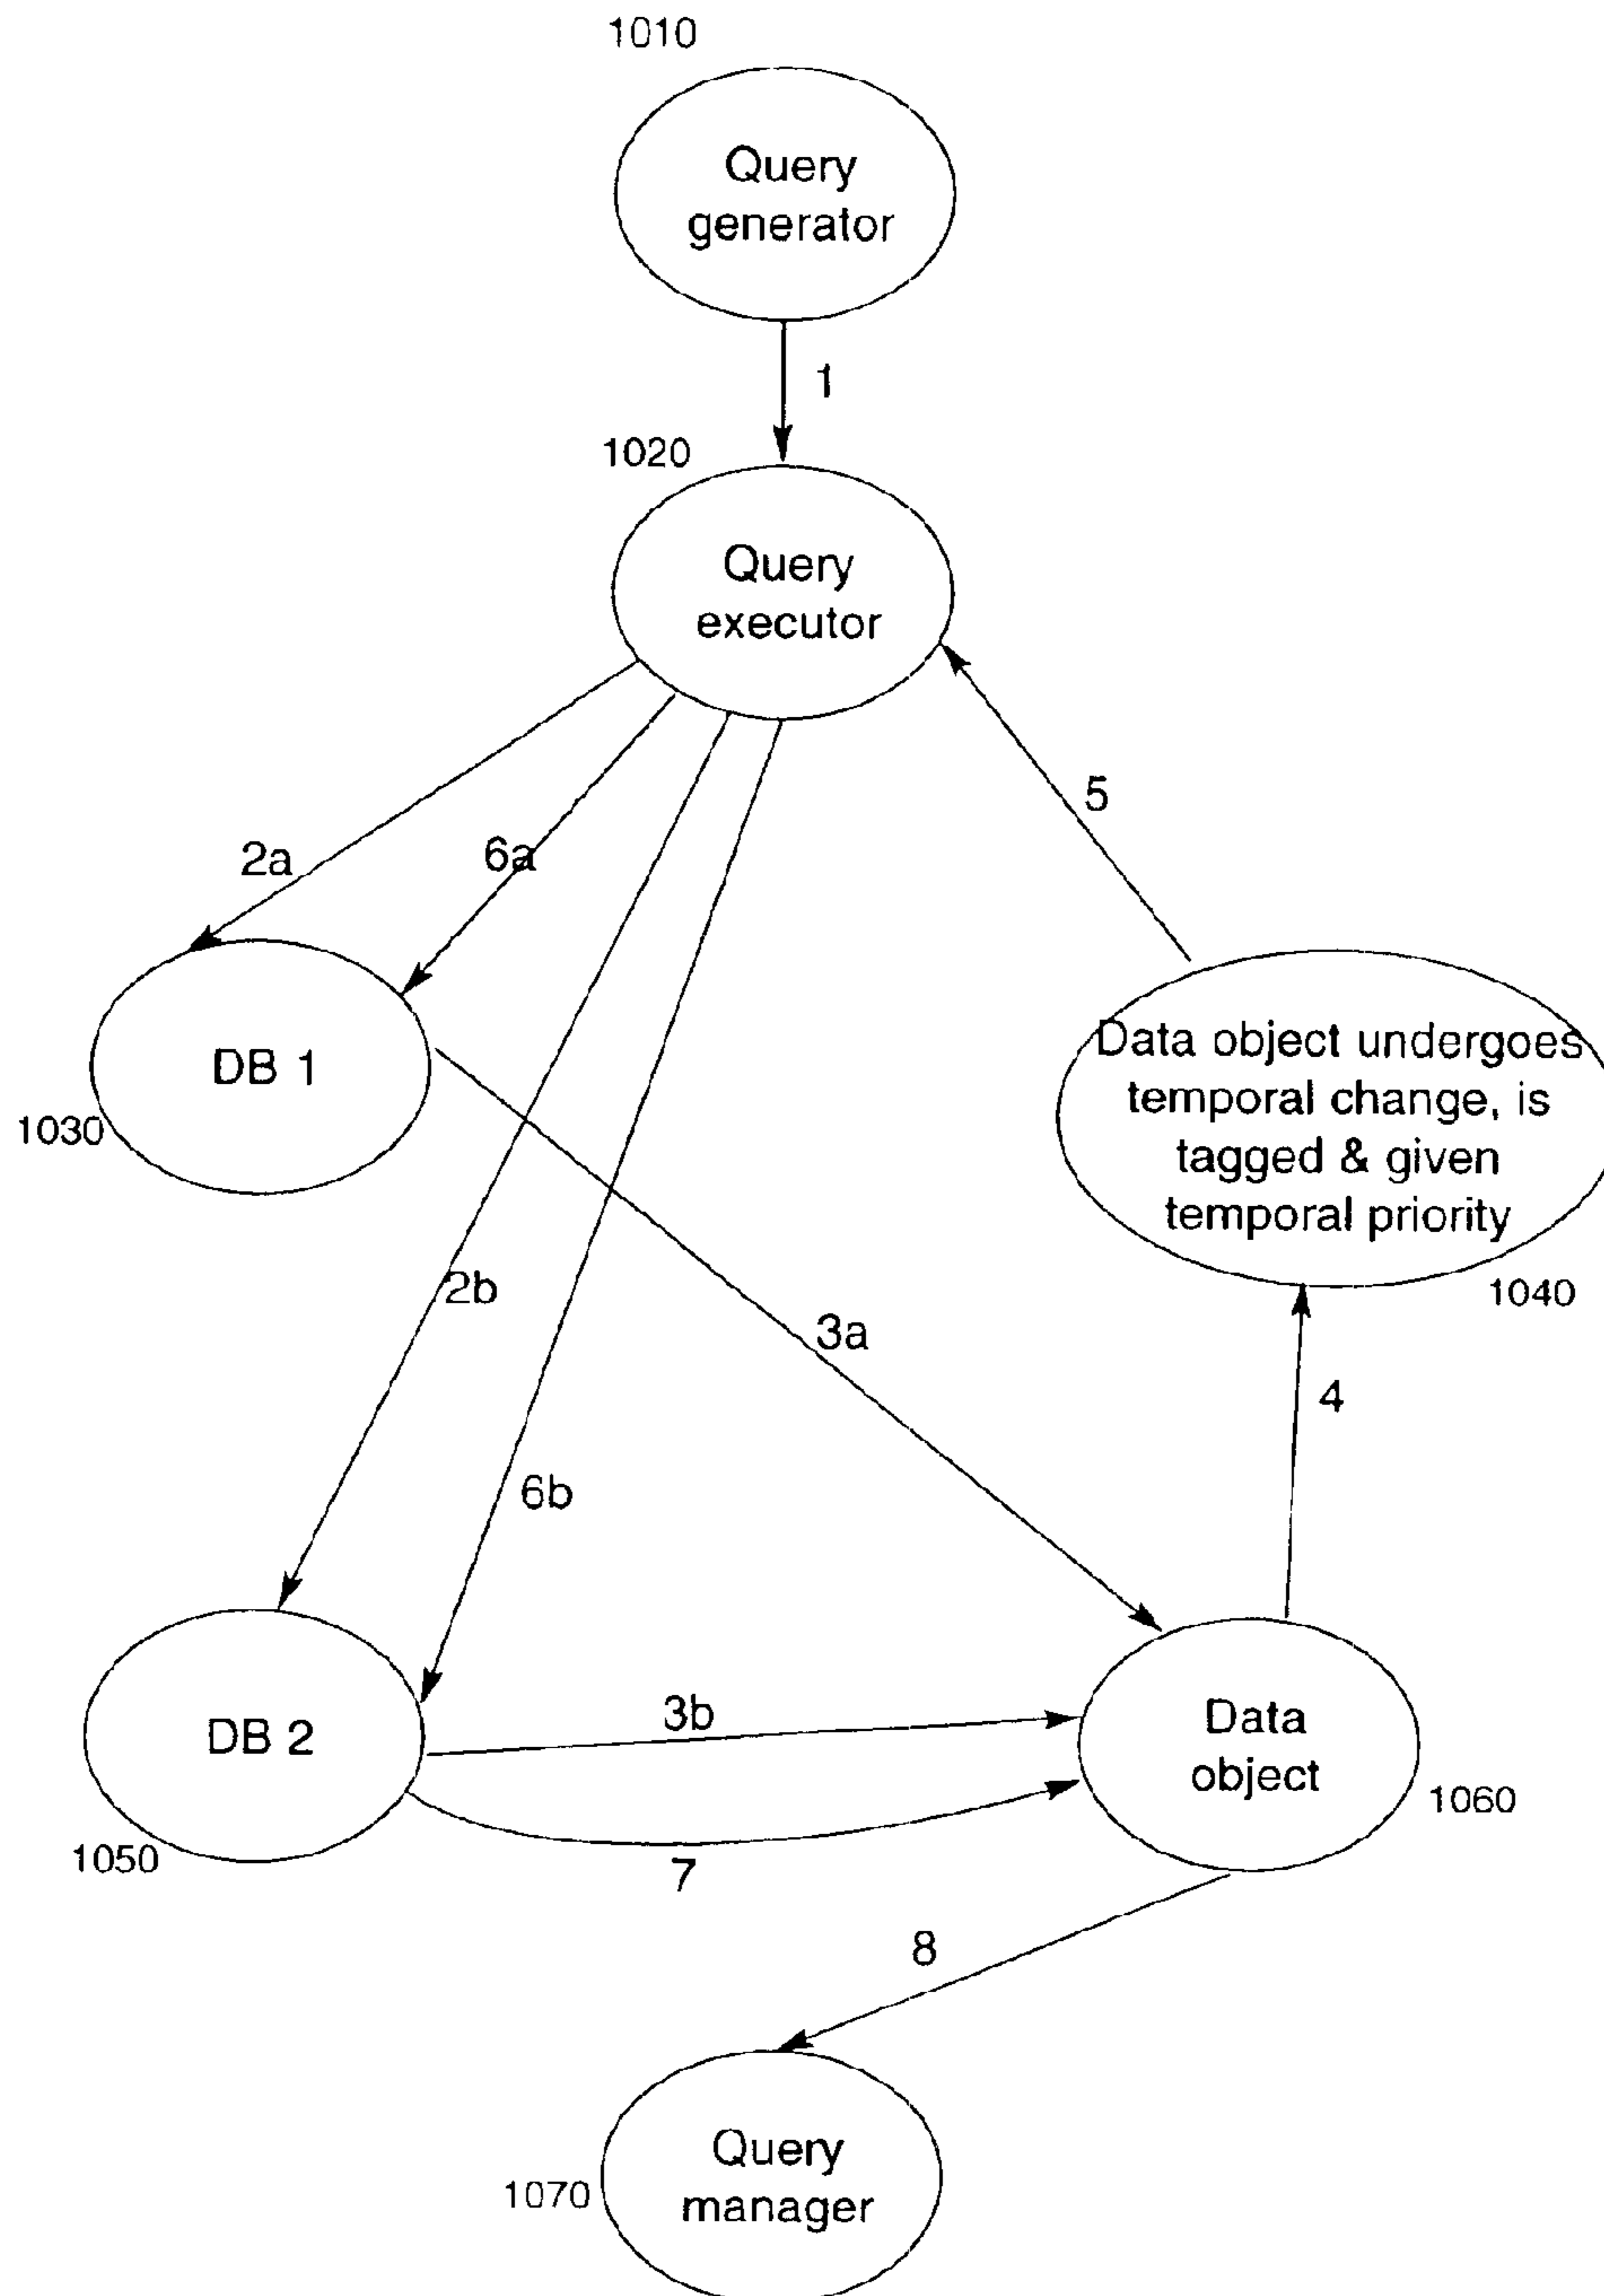 1010
Query
generator
1
1020
Query
executor
5
2a
6a
DB 1
1030
Data object undergoes
temporal change, is
tagged & given
temporal priority
1040
2b
3a
4
6b
3b
DB 2
Data
object
1060
1050
7
8
Query
manager
1070